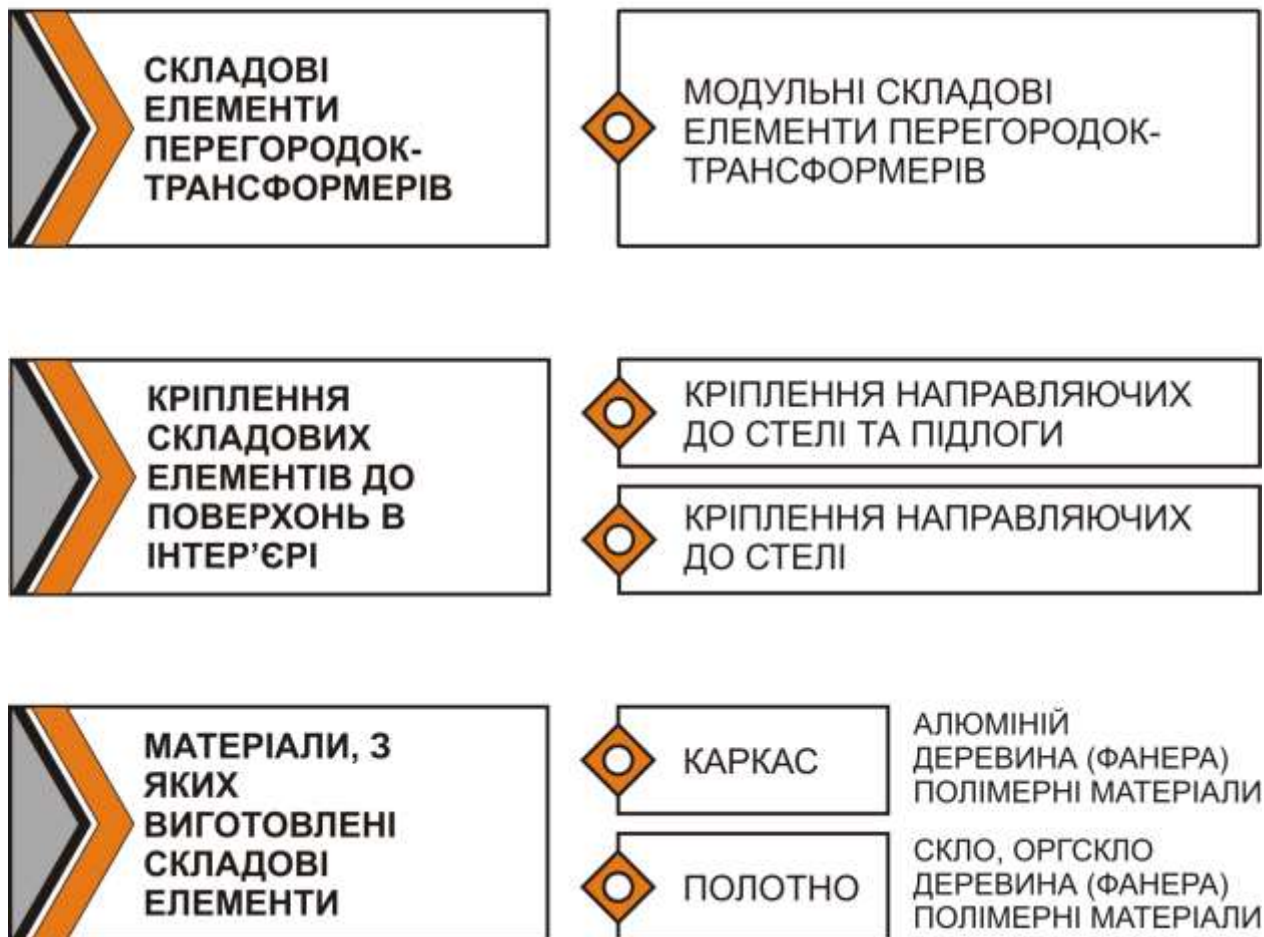 СКЛАДОВІ
ЕЛЕМЕНТИ
ПЕРЕГОРОДОК-
ТРАНСФОРМЕРІВ
МОДУЛЬНІ СКЛАДОВІ
ЕЛЕМЕНТИ ПЕРЕГОРОДОК-
ТРАНСФОРМЕРІВ
КРІПЛЕННЯ
СКЛАДОВИХ
ЕЛЕМЕНТІВ ДО
ПОВЕРХОНЬ В
ІНТЕР’ЄРІ
КРІПЛЕННЯ НАПРАВЛЯЮЧИХ
ДО СТЕЛІ ТА ПІДЛОГИ
КРІПЛЕННЯ НАПРАВЛЯЮЧИХ
ДО СТЕЛІ
МАТЕРІАЛИ, З
ЯКИХ
ВИГОТОВЛЕНІ
СКЛАДОВІ
ЕЛЕМЕНТИ
КАРКАС
АЛЮМІНІЙ
ДЕРЕВИНА (ФАНЕРА)
ПОЛІМЕРНІ МАТЕРІАЛИ
ПОЛОТНО
СКЛО, ОРГСКЛО
ДЕРЕВИНА (ФАНЕРА)
ПОЛІМЕРНІ МАТЕРІАЛИ